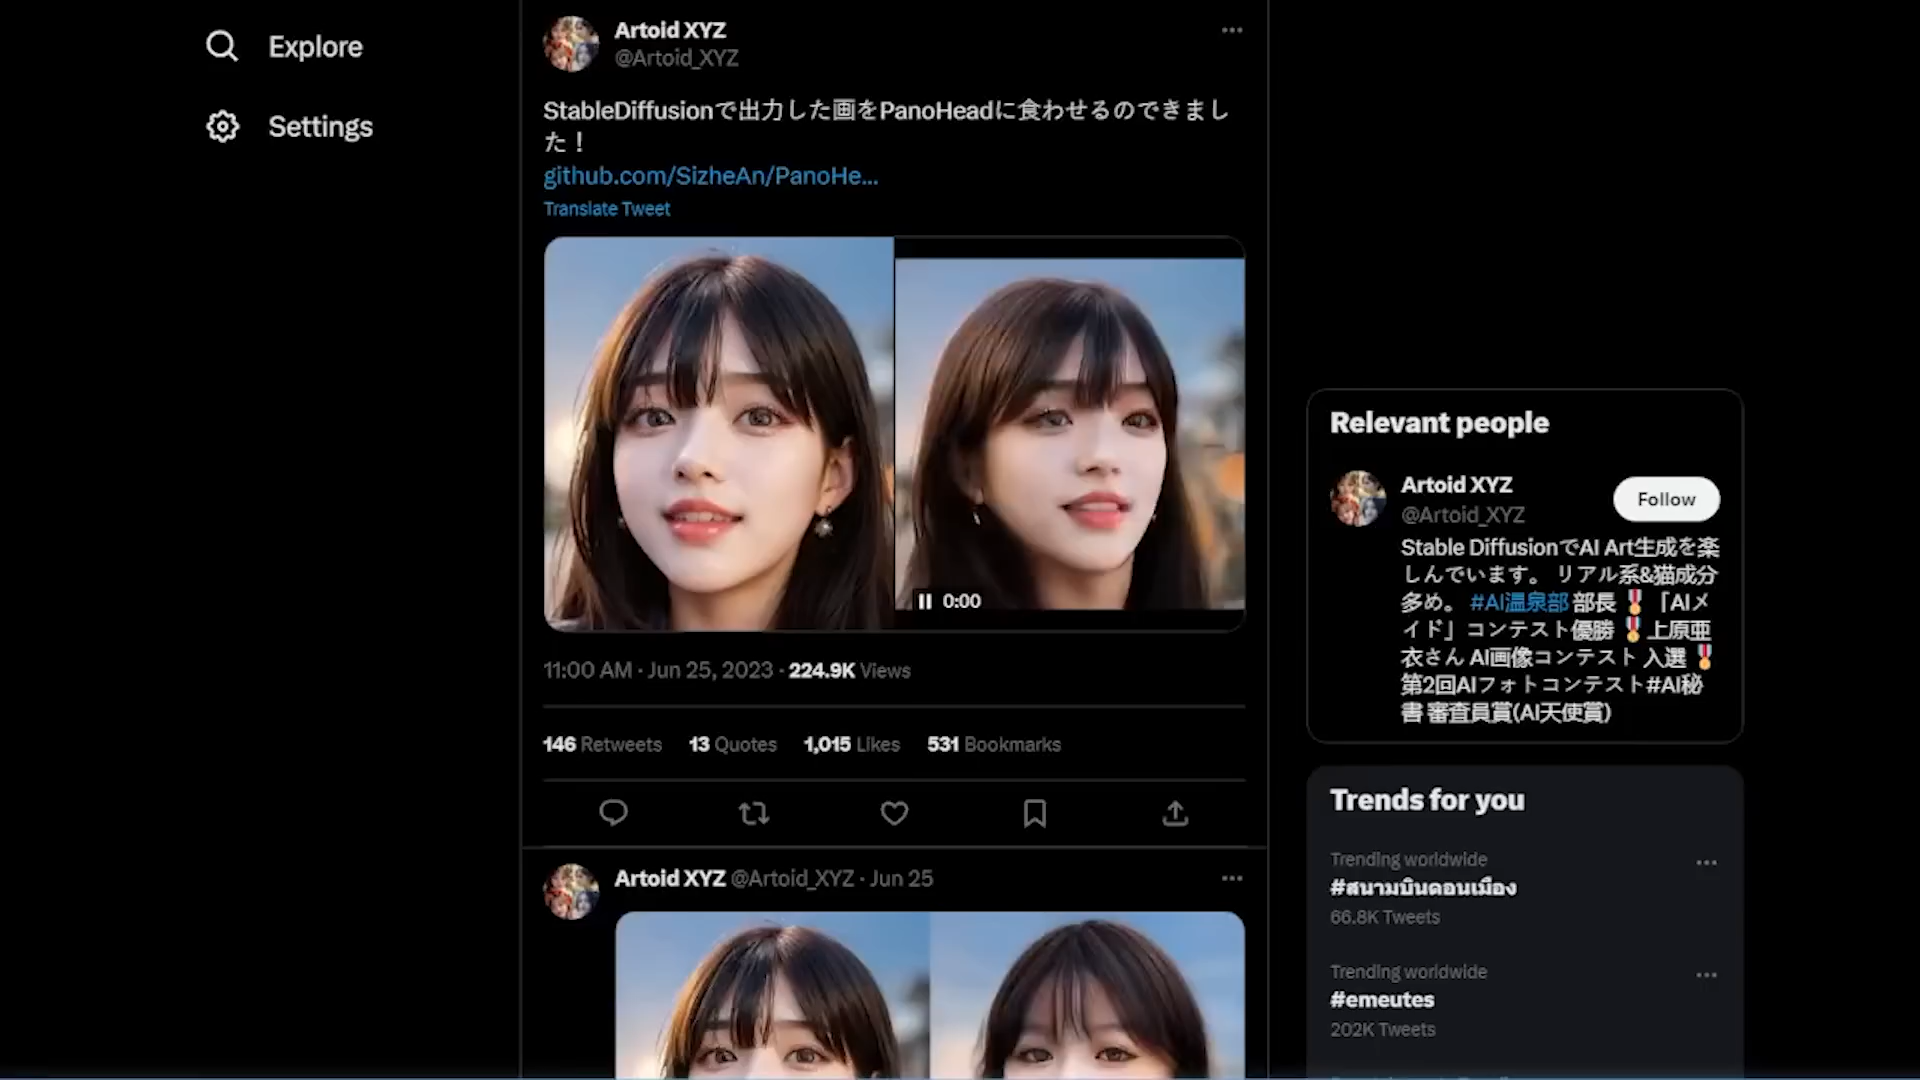 Explore
Settings
Artoid XYZ
@Artoid_XYZ
StableDiffusionで出力した画をPanoHeadに食わせるのできまし
た！
github.com/SizheAn/PanoHe...
Translate Tweet
0:00
11:00 AM · Jun 25, 2023 · 224.9K Views
146 Retweets 13 Quotes 1,015 Likes 531 Bookmarks
Artoid XYZ @Artoid_XYZ · Jun 25
Relevant people
Artoid XYZ
@Artoid_XYZ
Follow
Stable DiffusionでAI Art生成を楽
しんでいます。 リアル系&猫成分
多め。 #AI温泉部 部長🎖「AIメ
イド」コンテスト優勝🎖上原亜
衣さん AI画像コンテスト 入選🎖
第2回AIフォトコンテスト#AI秘
書 審査員賞(AI天使賞)
Trends for you
Trending worldwide
#สนามบินดอนเมือง
66.8K Tweets
Trending worldwide
#emeutes
202K Tweets